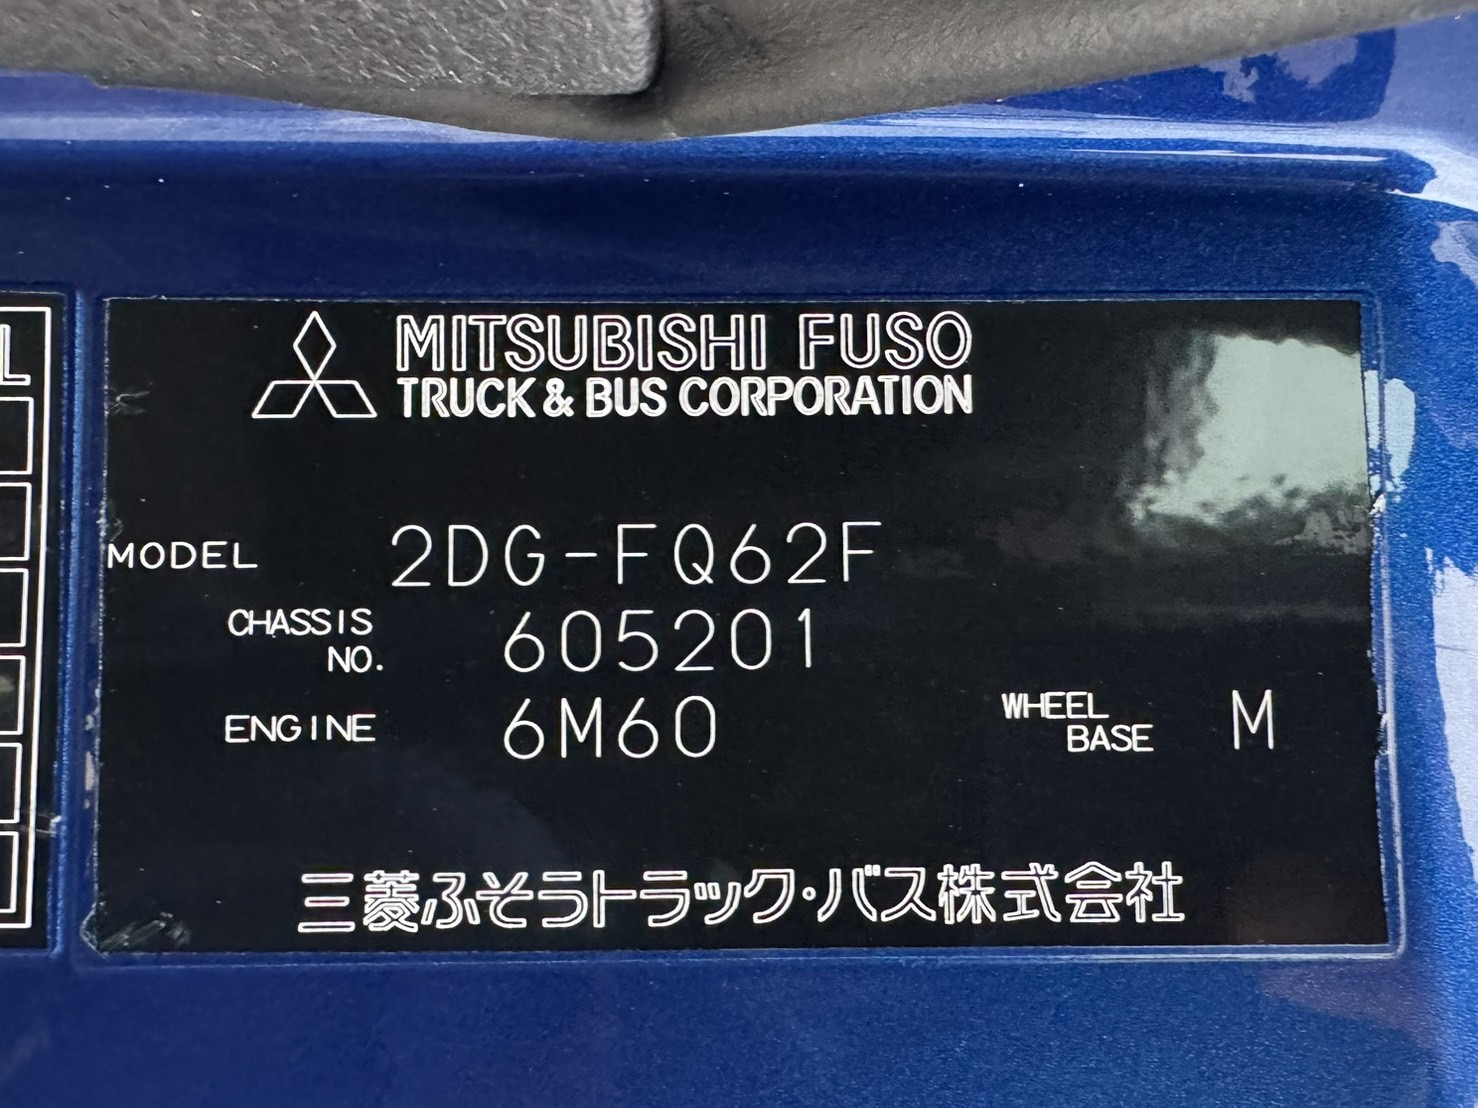 L
MITSUBISHI FUSO
TRUCK & BUS CORPORATION
MODEL 2DG-FQ62F
CHASSIS NO. 605201
ENGINE 6M60 WHEEL BASE M
三菱ふそうトラック・バス株式会社